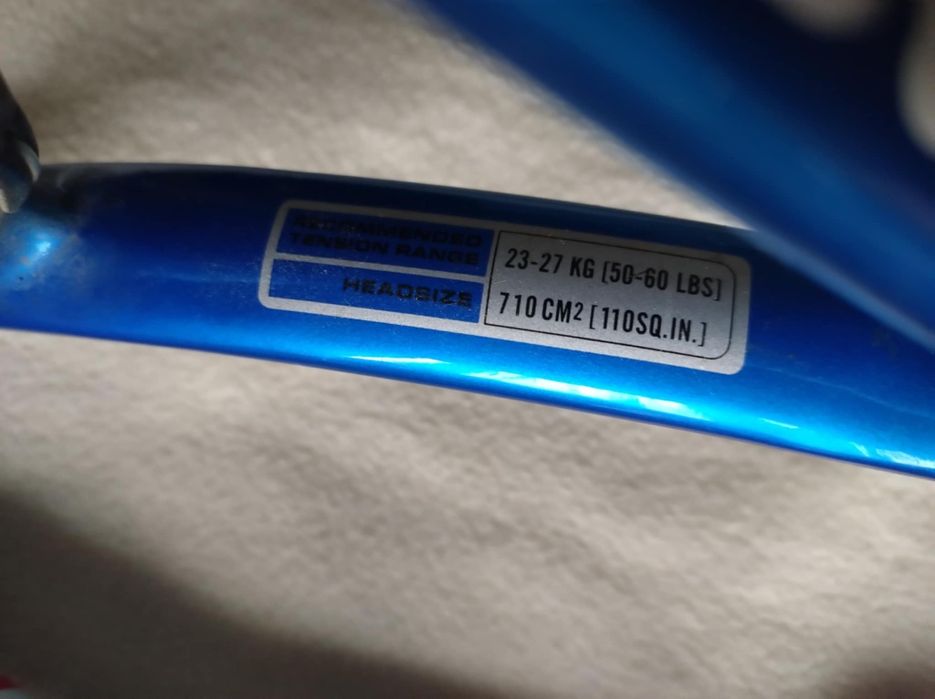 RECOMMENDED
TENSION RANGE
23-27 KG [50-60 LBS]
HEADSIZE
710 CM2 [110SQ.IN.]